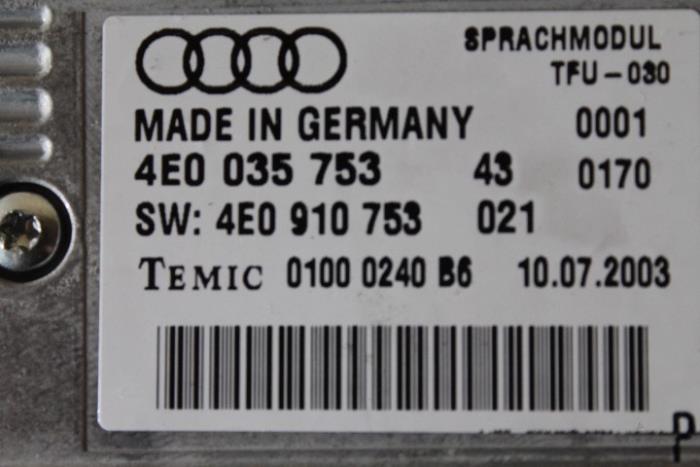 SPRACHMODUL
TFU-030
MADE IN GERMANY 0001
4E0 035 753 43 0170
SW: 4E0 910 753 021
TEMIC 0100 0240 B6 10.07.2003
P